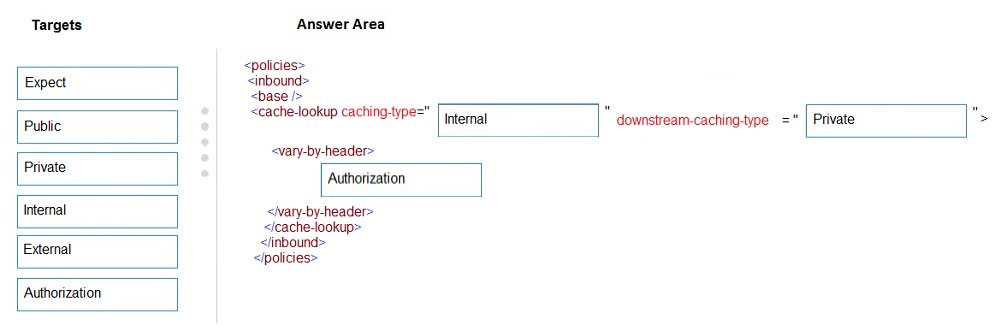 Targets
Answer Area
Expect
Public
Private
Internal
External
Authorization
<policies>
<inbound>
<base />
<cache-lookup caching-type=" Internal " downstream-caching-type = " Private " >
<vary-by-header>
Authorization
</vary-by-header>
</cache-lookup>
</inbound>
</policies>